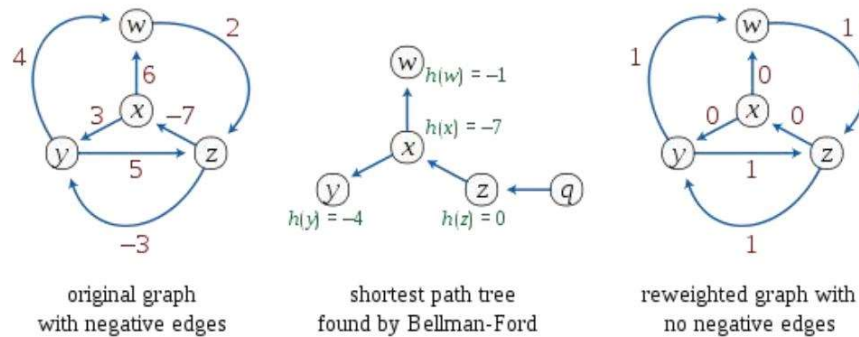 w
4
2
6
x
3
−7
y
z
5
−3
original graph
with negative edges
w
h(w) = −1
h(x) = −7
x
y
z
q
h(y) = −4
h(z) = 0
shortest path tree
found by Bellman-Ford
w
1
1
0
x
0
0
y
z
1
1
reweighted graph with
no negative edges